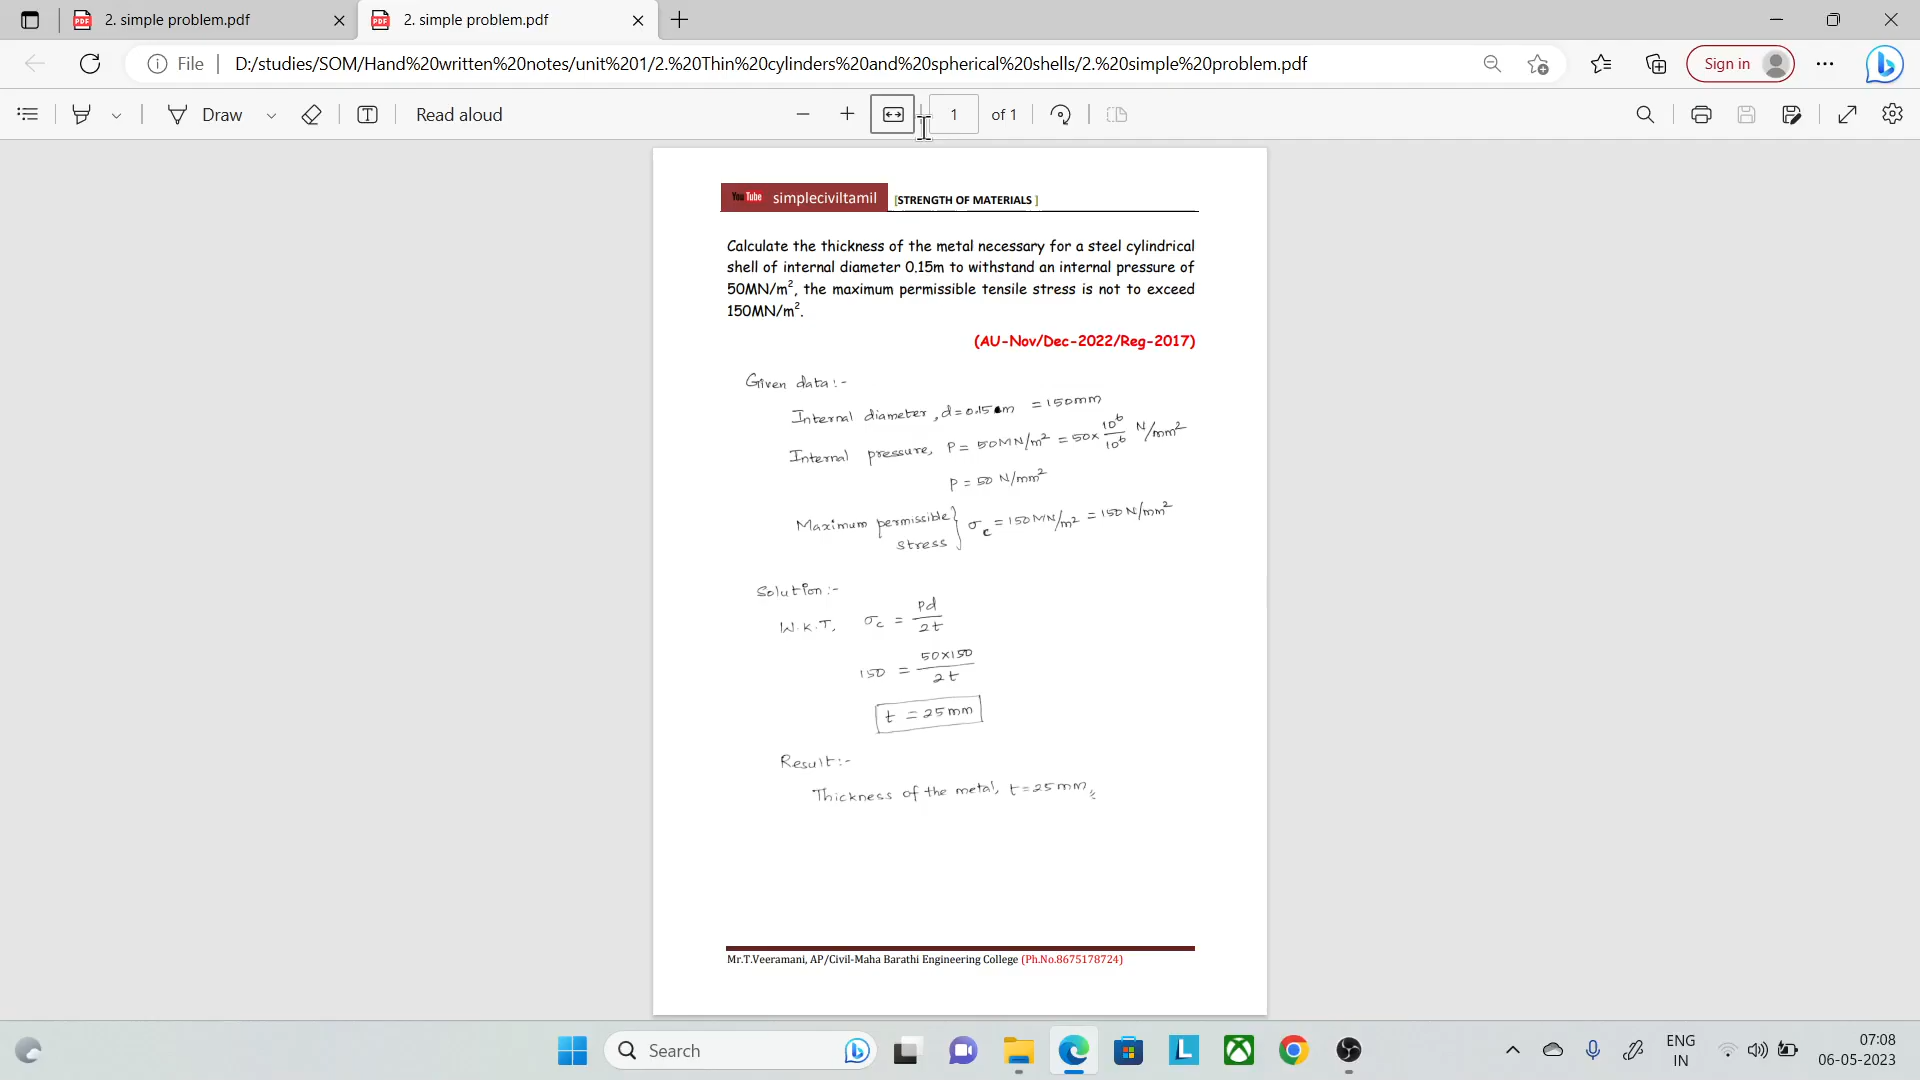 2. simple problem.pdf
2. simple problem.pdf
File
D:/studies/SOM/Hand%20written%20notes/unit%201/2.%20Thin%20cylinders%20and%20spherical%20shells/2.%20simple%20problem.pdf
Sign in
Draw
Read aloud
1 of 1
YouTube simpleciviltamil [STRENGTH OF MATERIALS ]
Calculate the thickness of the metal necessary for a steel cylindrical
shell of internal diameter 0.15m to withstand an internal pressure of
50MN/m², the maximum permissible tensile stress is not to exceed
150MN/m².
(AU-Nov/Dec-2022/Reg-2017)
Given data:-
Internal diameter, d=0.15m = 150mm
Internal pressure, P = 50MN/m² = 50×10⁶/10⁶ N/mm²
P = 50 N/mm²
Maximum permissible
stress } σc = 150MN/m² = 150N/mm²
Solution:-
W.K.T, σc = Pd/2t
150 = 50×150/2t
t = 25mm
Result:-
Thickness of the metal, t=25mm
Mr.T.Veeramani, AP/Civil-Maha Barathi Engineering College (Ph.No.8675178724)
Search
ENG
IN
07:08
06-05-2023